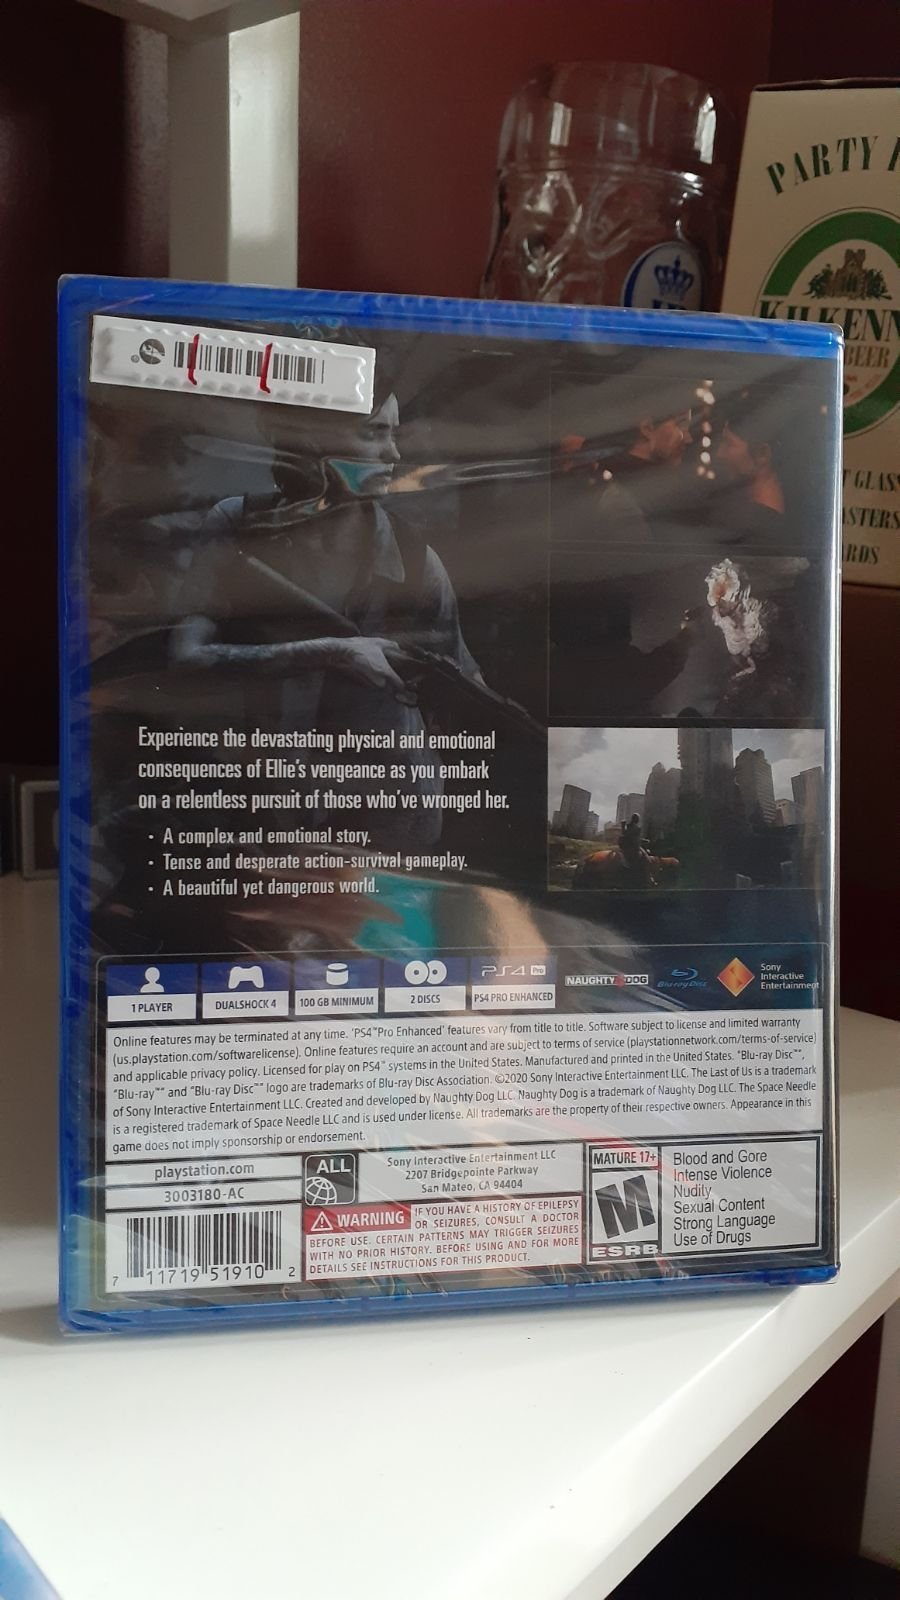 PARTY
KILKENN
BEER
T GLAS
ASTERS
RDS
Experience the devastating physical and emotional
consequences of Ellie's vengeance as you embark
on a relentless pursuit of those who've wronged her.
• A complex and emotional story.
• Tense and desperate action-survival gameplay.
• A beautiful yet dangerous world.
1 PLAYER
DUALSHOCK 4
100 GB MINIMUM
2 DISCS
PS4 Pro
PS4 PRO ENHANCED
NAUGHTY DOG
Blu-ray Disc
Sony
Interactive
Entertainment
Online features may be terminated at any time. 'PS4™Pro Enhanced' features vary from title to title. Software subject to license and limited warranty
(us.playstation.com/softwarelicense). Online features require an account and are subject to terms of service (playstationnetwork.com/terms-of-service)
and applicable privacy policy. Licensed for play on PS4™ systems in the United States. Manufactured and printed in the United States. "Blu-ray Disc™",
"Blu-ray™" and "Blu-ray Disc™" logo are trademarks of Blu-ray Disc Association. ©2020 Sony Interactive Entertainment LLC. The Last of Us is a trademark
of Sony Interactive Entertainment LLC. Created and developed by Naughty Dog LLC. Naughty Dog is a trademark of Naughty Dog LLC. The Space Needle
is a registered trademark of Space Needle LLC and is used under license. All trademarks are the property of their respective owners. Appearance in this
game does not imply sponsorship or endorsement.
playstation.com
3003180-AC
7 11719 51910 2
ALL
Sony Interactive Entertainment LLC
2207 Bridgepointe Parkway
San Mateo, CA 94404
WARNING IF YOU HAVE A HISTORY OF EPILEPSY
OR SEIZURES, CONSULT A DOCTOR
BEFORE USE. CERTAIN PATTERNS MAY TRIGGER SEIZURES
WITH NO PRIOR HISTORY. BEFORE USING AND FOR MORE
DETAILS SEE INSTRUCTIONS FOR THIS PRODUCT.
MATURE 17+
M
ESRB
Blood and Gore
Intense Violence
Nudity
Sexual Content
Strong Language
Use of Drugs